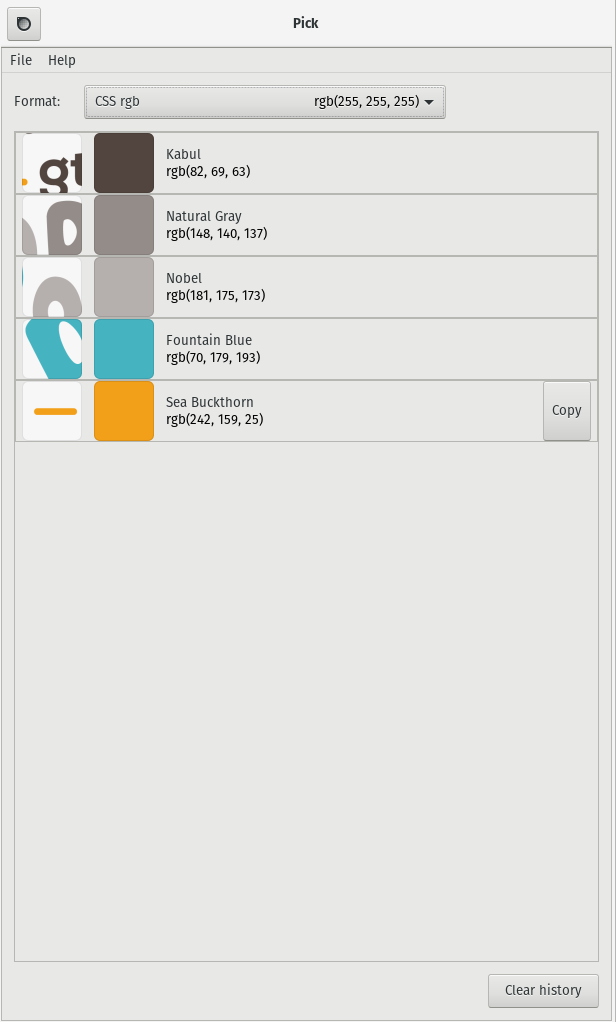 Pick
File Help
Format: CSS rgb rgb(255, 255, 255)
gt
Kabul
rgb(82, 69, 63)
Natural Gray
rgb(148, 140, 137)
Nobel
rgb(181, 175, 173)
Fountain Blue
rgb(70, 179, 193)
Sea Buckthorn
rgb(242, 159, 25)
Copy
Clear history